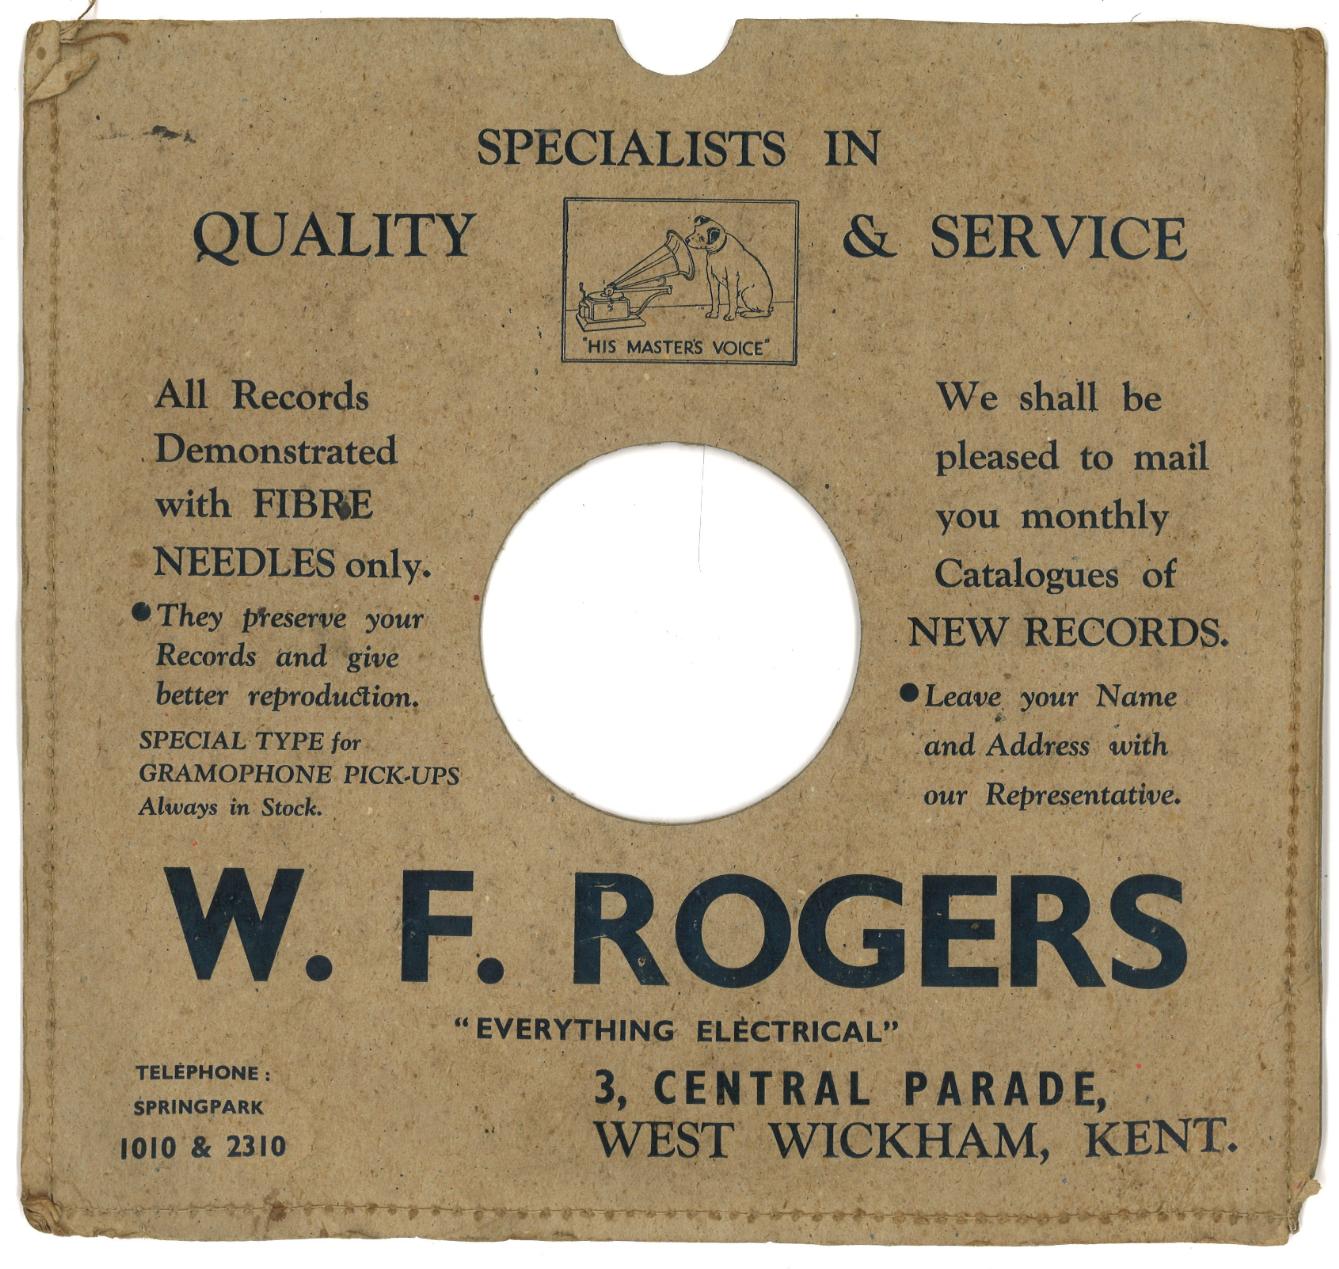 SPECIALISTS IN
QUALITY & SERVICE
"HIS MASTER'S VOICE"
All Records
Demonstrated
with FIBRE
NEEDLES only.
● They preserve your
Records and give
better reproduction.
SPECIAL TYPE for
GRAMOPHONE PICK-UPS
Always in Stock.
We shall be
pleased to mail
you monthly
Catalogues of
NEW RECORDS.
● Leave your Name
and Address with
our Representative.
W. F. ROGERS
"EVERYTHING ELECTRICAL"
TELEPHONE :
SPRINGPARK
1010 & 2310
3, CENTRAL PARADE,
WEST WICKHAM, KENT.